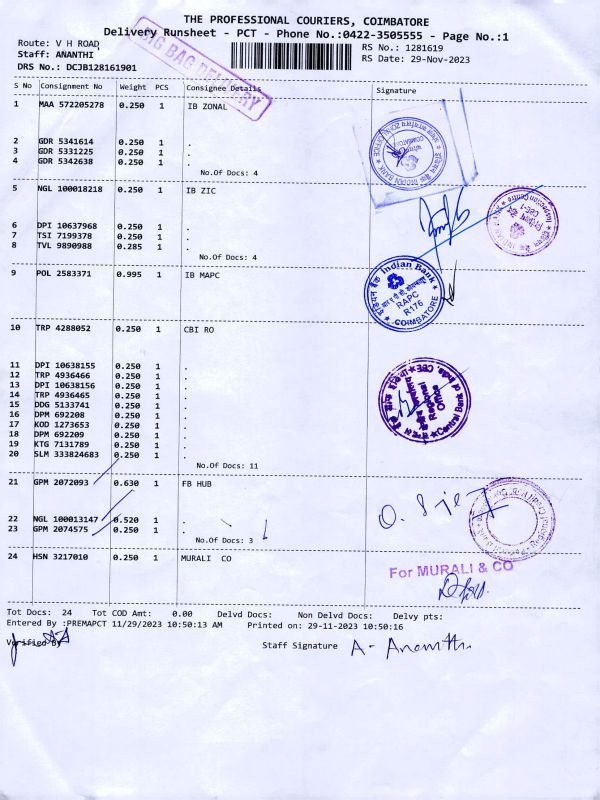 THE PROFESSIONAL COURIERS, COIMBATORE
Delivery Runsheet - PCT - Phone No.:0422-3505555 - Page No.:1
Route: V H ROAD RS No.: 1281619
Staff: ANANTHI RS Date: 29-Nov-2023
DRS No.: DCJB128161901
BIG BAG DELIVERY
S No Consignment No Weight PCS Consignee Details Signature
1 MAA 572205278 0.250 1 IB ZONAL
2 GDR 5341614 0.250 1 .
3 GDR 5331225 0.250 1 .
4 GDR 5342638 0.250 1 .
No.Of Docs: 4
5 NGL 100018218 0.250 1 IB ZIC
6 DPI 10637968 0.250 1 .
7 TSI 7199378 0.250 1 .
8 TVL 9890988 0.285 1 .
No.Of Docs: 4
9 POL 2583371 0.995 1 IB MAPC
Indian Bank
RAPC
R176
COIMBATORE
10 TRP 4288052 0.250 1 CBI RO
11 DPI 10638155 0.250 1 .
12 TRP 4936466 0.250 1 .
13 DPI 10638156 0.250 1 .
14 TRP 4936465 0.250 1 .
15 DDG 5133741 0.250 1 .
16 DPM 692208 0.250 1 .
17 KOD 1273653 0.250 1 .
18 DPM 692209 0.250 1 .
19 KTG 7131789 0.250 1 .
20 SLM 333824683 0.250 1 .
No.Of Docs: 11
Central Bank of India
Regional
Office
21 GPM 2072093 0.630 1 FB HUB
22 NGL 100013147 0.520 1 .
23 GPM 2074575 0.250 1 .
No.Of Docs: 3
24 HSN 3217010 0.250 1 MURALI CO
For MURALI & CO
Tot Docs: 24 Tot COD Amt: 0.00 Delvd Docs: Non Delvd Docs: Delvy pts:
Entered By :PREMAPCT 11/29/2023 10:50:13 AM Printed on: 29-11-2023 10:50:16
Verified By Staff Signature A- Ananthi